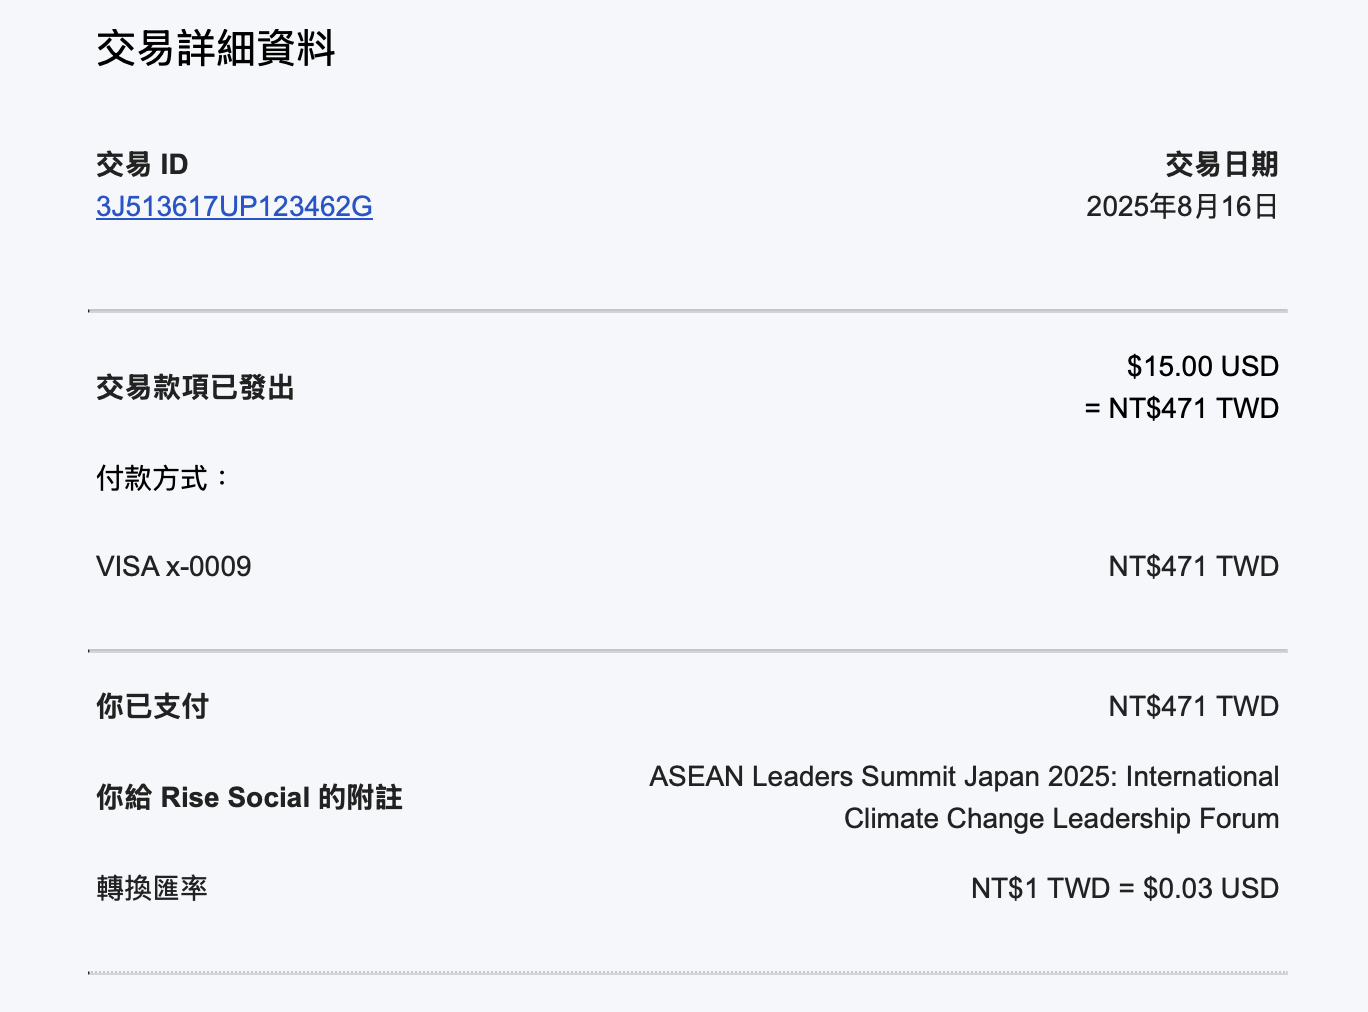 交易詳細資料
交易 ID
3J513617UP123462G
交易日期
2025年8月16日
交易款項已發出
$15.00 USD
= NT$471 TWD
付款方式：
VISA x-0009
NT$471 TWD
你已支付
NT$471 TWD
你給 Rise Social 的附註
ASEAN Leaders Summit Japan 2025: International
Climate Change Leadership Forum
轉換匯率
NT$1 TWD = $0.03 USD